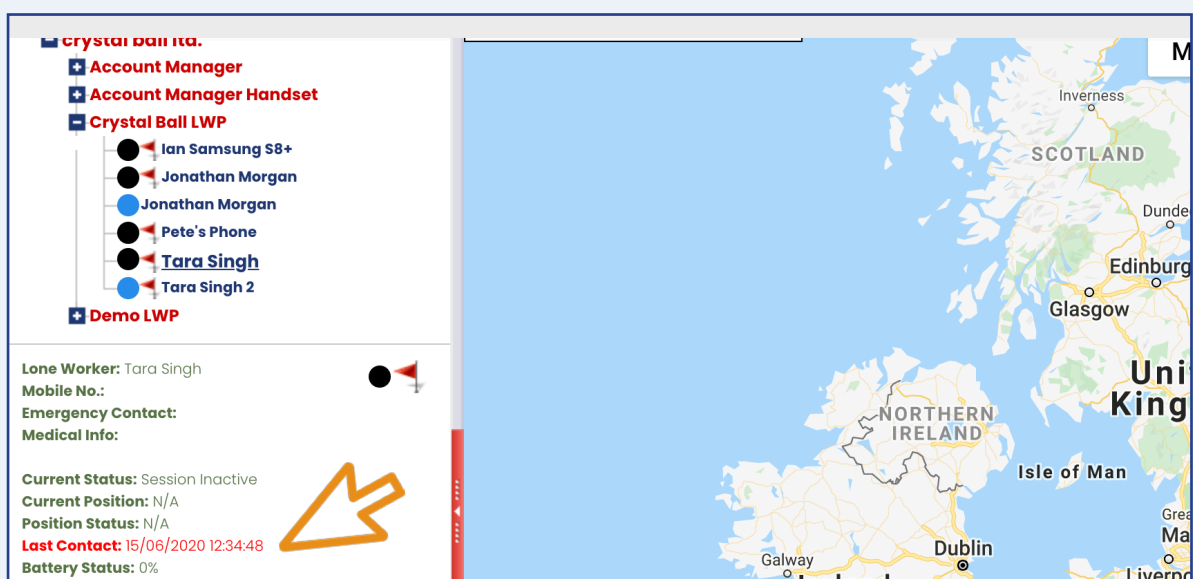 crystal ball ltd.
Account Manager
Account Manager Handset
Crystal Ball LWP
Ian Samsung S8+
Jonathan Morgan
Jonathan Morgan
Pete's Phone
Tara Singh
Tara Singh 2
Demo LWP
Lone Worker: Tara Singh
Mobile No.:
Emergency Contact:
Medical Info:
Current Status: Session Inactive
Current Position: N/A
Position Status: N/A
Last Contact: 15/06/2020 12:34:48
Battery Status: 0%
M
Inverness
SCOTLAND
Dunde
Edinburg
Glasgow
Uni
King
NORTHERN
IRELAND
Isle of Man
Grea
Ma
Dublin
Galway
Liverpo